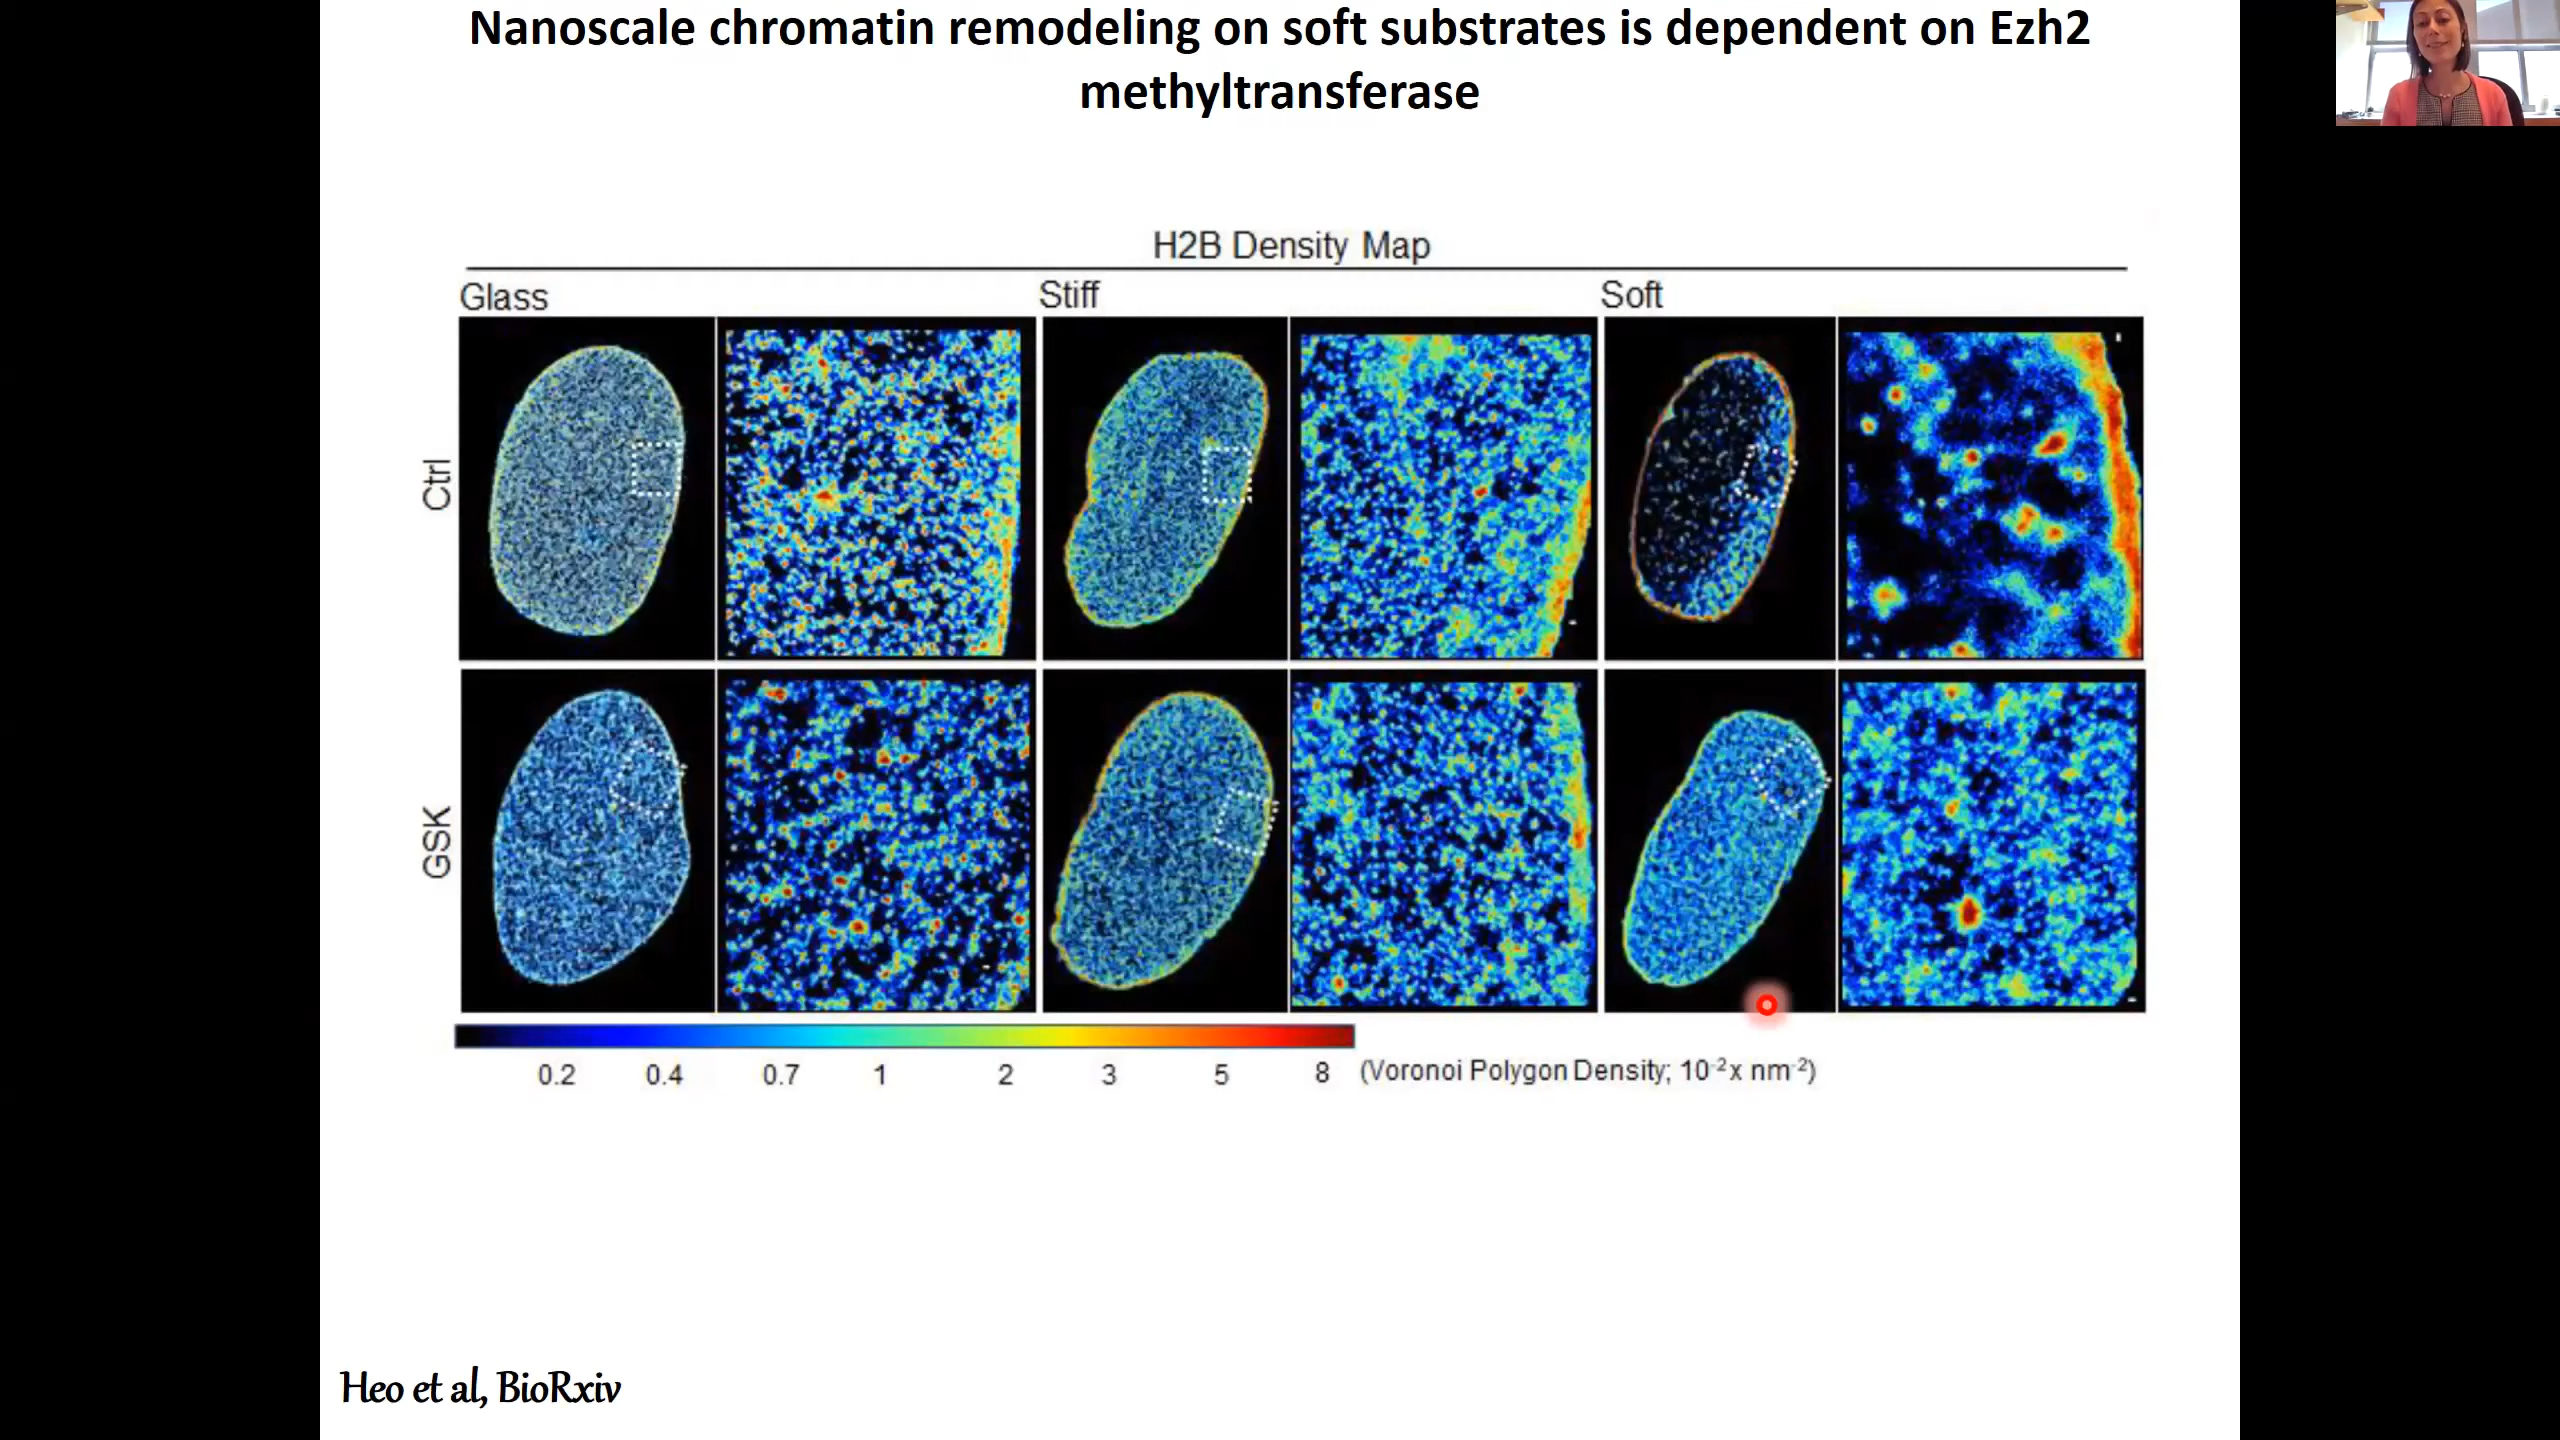 Nanoscale chromatin remodeling on soft substrates is dependent on Ezh2
methyltransferase
H2B Density Map
Glass Stiff Soft
Ctrl
GSK
0.2 0.4 0.7 1 2 3 5 8 (Voronoi Polygon Density; 10⁻²x nm⁻²)
Heo et al, BioRxiv